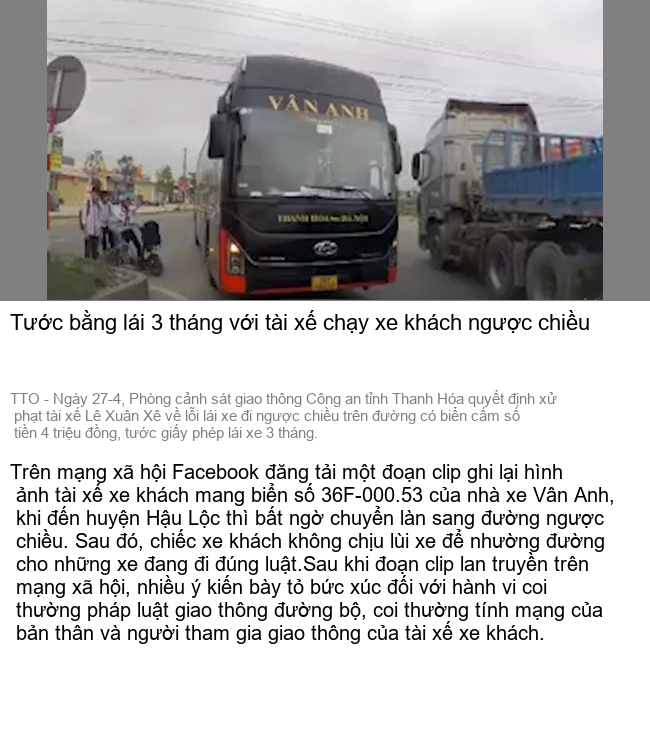 VÂN ANH
THANH HOÁ HÀ NỘI
Tước bằng lái 3 tháng với tài xế chạy xe khách ngược chiều
TTO - Ngày 27-4, Phòng cảnh sát giao thông Công an tỉnh Thanh Hóa quyết định xử
phạt tài xế Lê Xuân Xê về lỗi lái xe đi ngược chiều trên đường có biển cấm số
tiền 4 triệu đồng, tước giấy phép lái xe 3 tháng.
Trên mạng xã hội Facebook đăng tải một đoạn clip ghi lại hình
ảnh tài xế xe khách mang biển số 36F-000.53 của nhà xe Vân Anh,
khi đến huyện Hậu Lộc thì bất ngờ chuyển làn sang đường ngược
chiều. Sau đó, chiếc xe khách không chịu lùi xe để nhường đường
cho những xe đang đi đúng luật.Sau khi đoạn clip lan truyền trên
mạng xã hội, nhiều ý kiến bày tỏ bức xúc đối với hành vi coi
thường pháp luật giao thông đường bộ, coi thường tính mạng của
bản thân và người tham gia giao thông của tài xế xe khách.